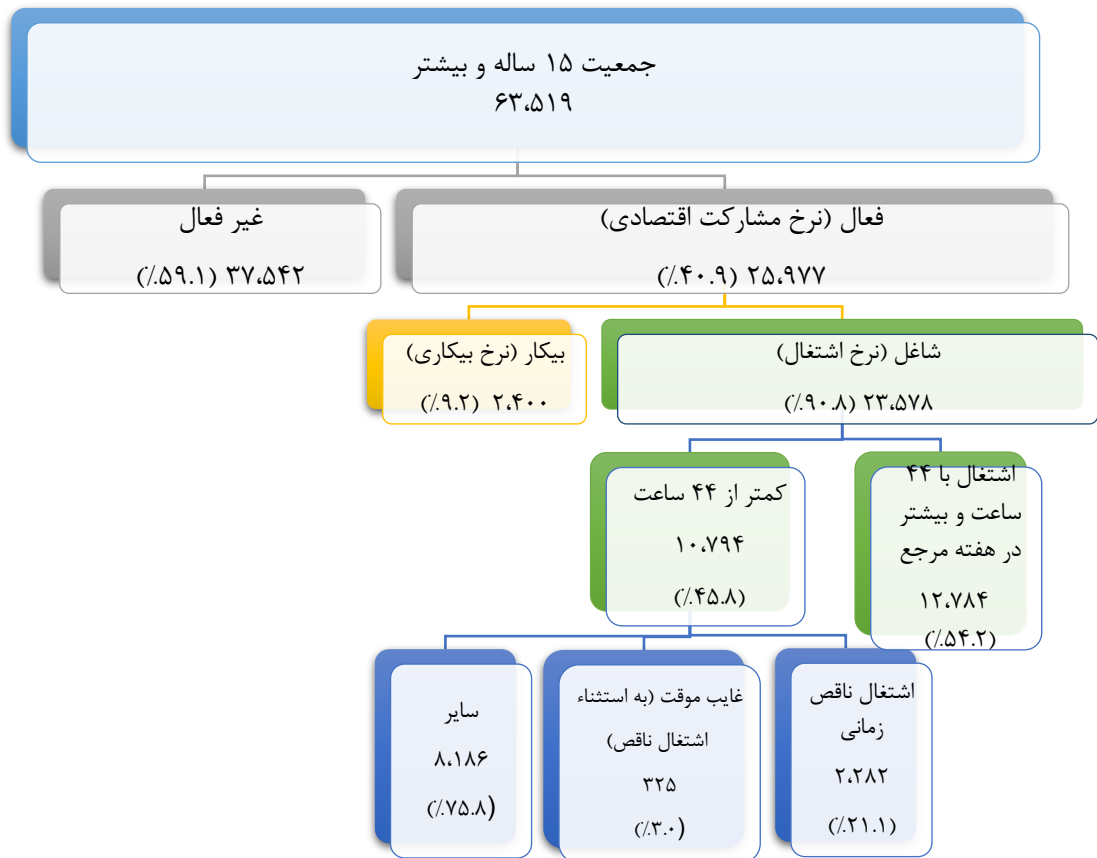 جمعیت ۱۵ ساله و بیشتر
۶۳،۵۱۹
فعال (نرخ مشارکت اقتصادی)
۲۵،۹۷۷ (٪۴۰.۹)
غیر فعال
۳۷،۵۴۲ (٪۵۹.۱)
شاغل (نرخ اشتغال)
۲۳،۵۷۸ (٪۹۰.۸)
بیکار (نرخ بیکاری)
۲،۴۰۰ (٪۹.۲)
اشتغال با ۴۴
ساعت و بیشتر
در هفته مرجع
۱۲،۷۸۴
(٪۵۴.۲)
کمتر از ۴۴ ساعت
۱۰،۷۹۴
(٪۴۵.۸)
اشتغال ناقص
زمانی
۲،۲۸۲
(٪۲۱.۱)
غایب موقت (به استثناء
اشتغال ناقص)
۳۲۵
(٪۳.۰)
سایر
۸،۱۸۶
(٪۷۵.۸)